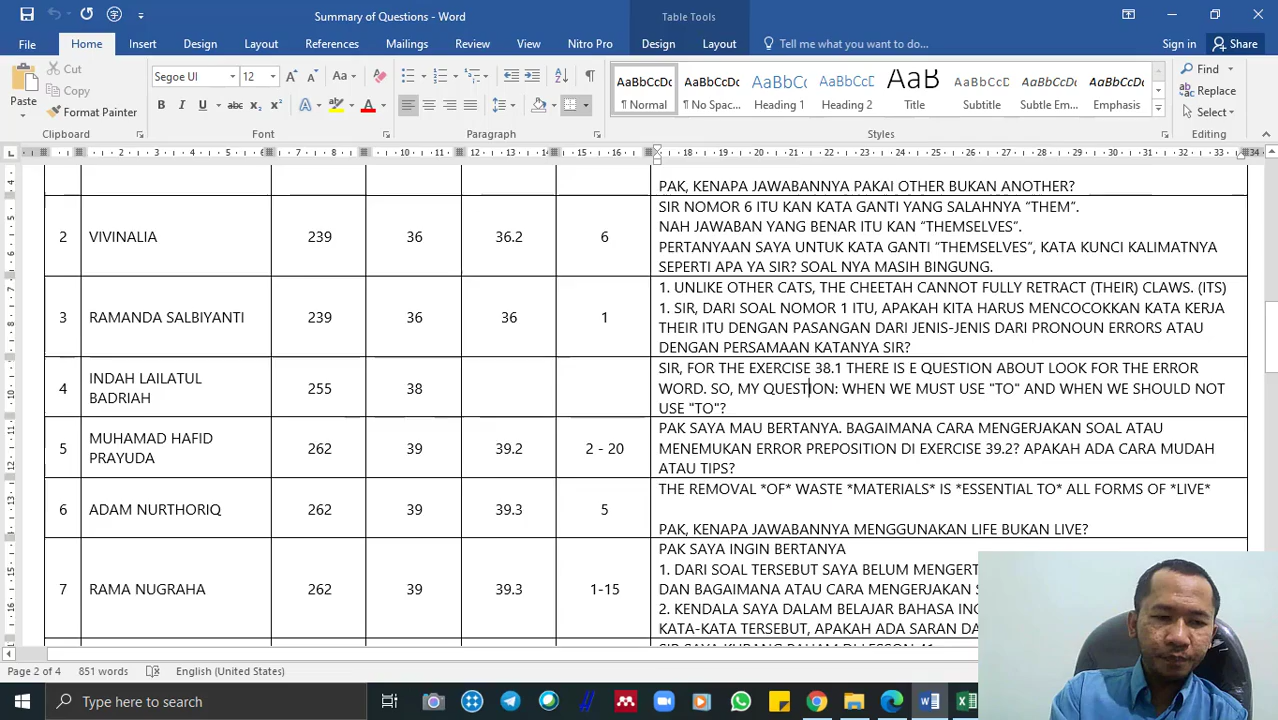 Summary of Questions - Word
Table Tools
File
Home
Insert
Design
Layout
References
Mailings
Review
View
Help
Nitro Pro
Design
Layout
Tell me what you want to do...
Sign in
Share
Paste
Cut
Copy
Format Painter
Clipboard
Segoe UI
12
Font
Paragraph
AaBbCcDc
¶ Normal
AaBbCcDc
¶ No Spac...
AaBbCcDc
Heading 1
AaBbCcDc
Heading 2
AaB
Title
AaBbCcDc
Subtitle
AaBbCcDc
Subtle Em...
AaBbCcDc
Emphasis
Styles
Find
Replace
Select
Editing
PAK, KENAPA JAWABANNYA PAKAI OTHER BUKAN ANOTHER?
2 VIVINALIA 239 36 36.2 6
SIR NOMOR 6 ITU KAN KATA GANTI YANG SALAHNYA “THEM”.
NAH JAWABAN YANG BENAR ITU KAN “THEMSELVES”.
PERTANYAAN SAYA UNTUK KATA GANTI “THEMSELVES”, KATA KUNCI KALIMATNYA
SEPERTI APA YA SIR? SOAL NYA MASIH BINGUNG.
3 RAMANDA SALBIYANTI 239 36 36 1
1. UNLIKE OTHER CATS, THE CHEETAH CANNOT FULLY RETRACT (THEIR) CLAWS. (ITS)
1. SIR, DARI SOAL NOMOR 1 ITU, APAKAH KITA HARUS MENCOCOKKAN KATA KERJA
THEIR ITU DENGAN PASANGAN DARI JENIS-JENIS DARI PRONOUN ERRORS ATAU
DENGAN PERSAMAAN KATANYA SIR?
4 INDAH LAILATUL
BADRIAH 255 38
SIR, FOR THE EXERCISE 38.1 THERE IS E QUESTION ABOUT LOOK FOR THE ERROR
WORD. SO, MY QUESTION: WHEN WE MUST USE "TO" AND WHEN WE SHOULD NOT
USE "TO"?
5 MUHAMAD HAFID
PRAYUDA 262 39 39.2 2 - 20
PAK SAYA MAU BERTANYA. BAGAIMANA CARA MENGERJAKAN SOAL ATAU
MENEMUKAN ERROR PREPOSITION DI EXERCISE 39.2? APAKAH ADA CARA MUDAH
ATAU TIPS?
6 ADAM NURTHORIQ 262 39 39.3 5
THE REMOVAL *OF* WASTE *MATERIALS* IS *ESSENTIAL TO* ALL FORMS OF *LIVE*
PAK, KENAPA JAWABANNYA MENGGUNAKAN LIFE BUKAN LIVE?
7 RAMA NUGRAHA 262 39 39.3 1-15
PAK SAYA INGIN BERTANYA
1. DARI SOAL TERSEBUT SAYA BELUM MENGERT
DAN BAGAIMANA ATAU CARA MENGERJAKAN S
2. KENDALA SAYA DALAM BELAJAR BAHASA ING
KATA-KATA TERSEBUT, APAKAH ADA SARAN DA
Page 2 of 4
851 words
English (United States)
Type here to search